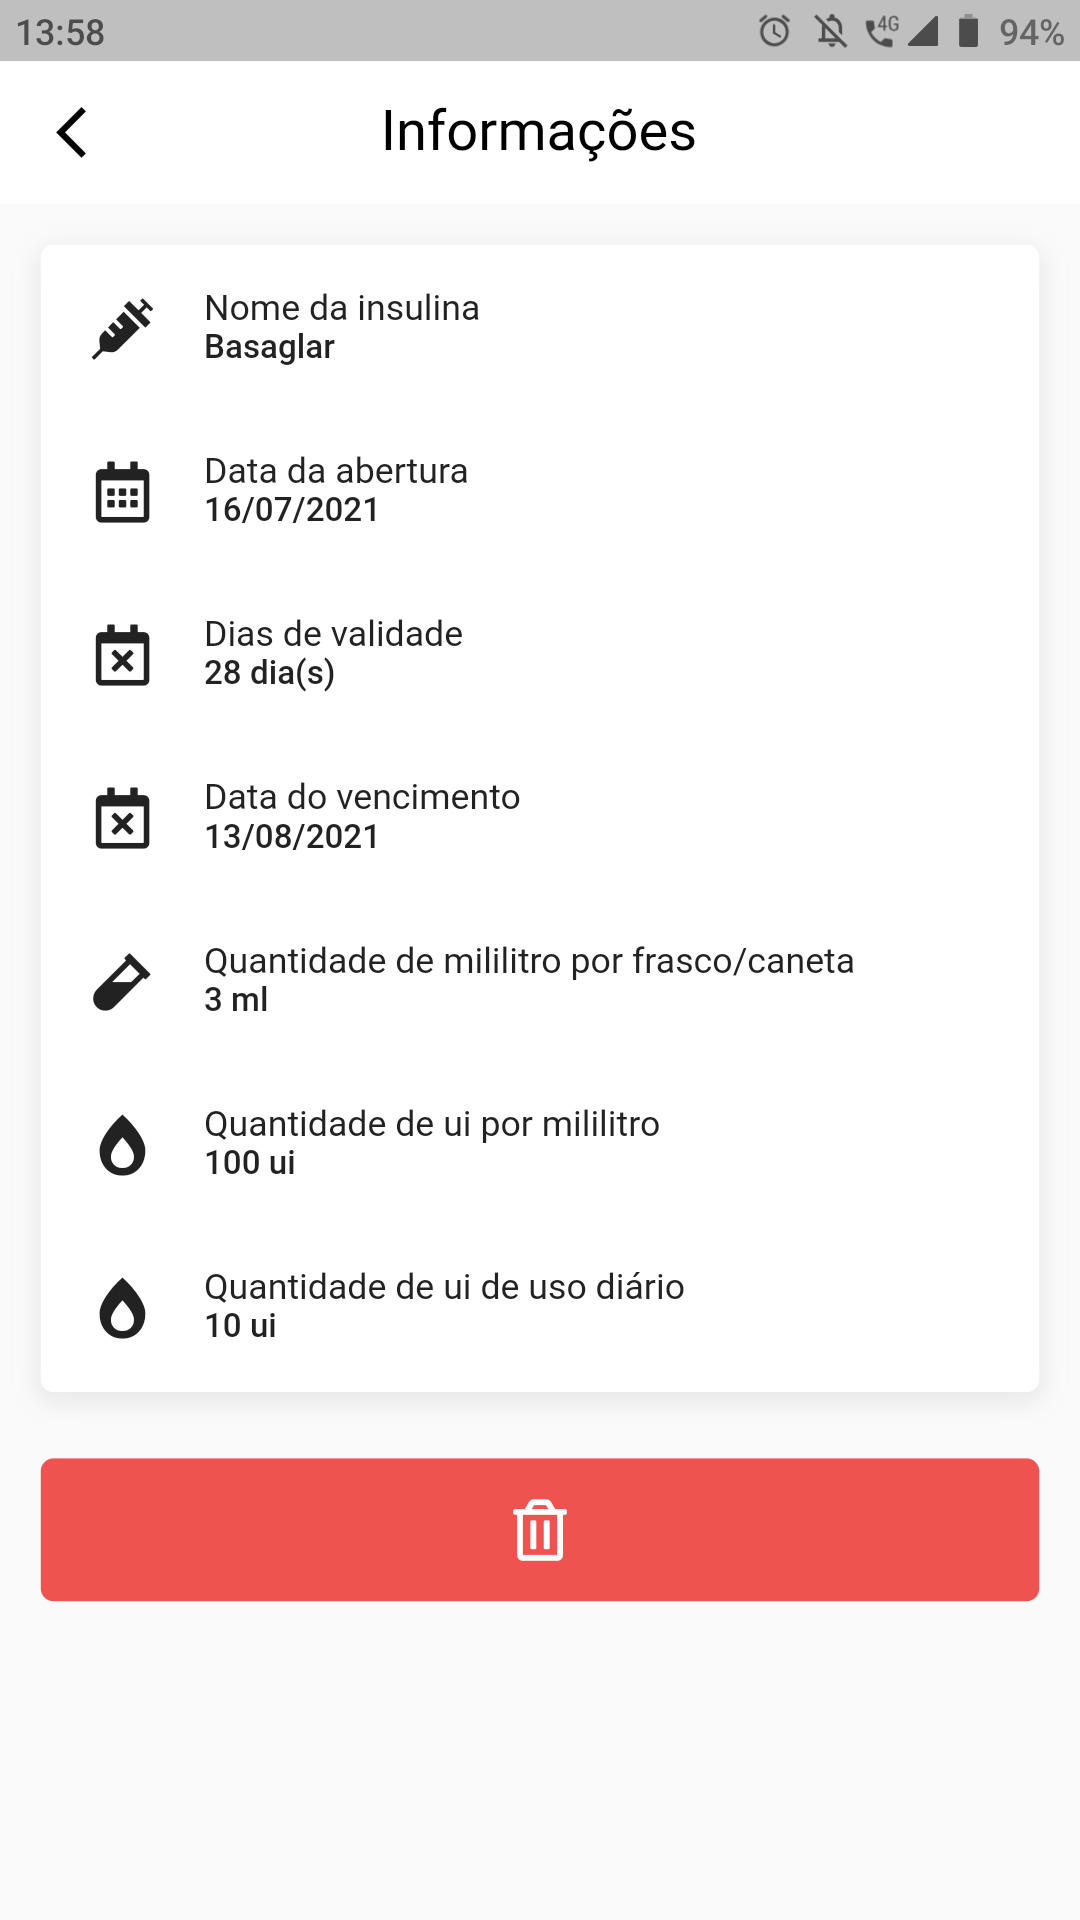 13:58
4G
94%
Informações
Nome da insulina
Basaglar
Data da abertura
16/07/2021
Dias de validade
28 dia(s)
Data do vencimento
13/08/2021
Quantidade de mililitro por frasco/caneta
3 ml
Quantidade de ui por mililitro
100 ui
Quantidade de ui de uso diário
10 ui